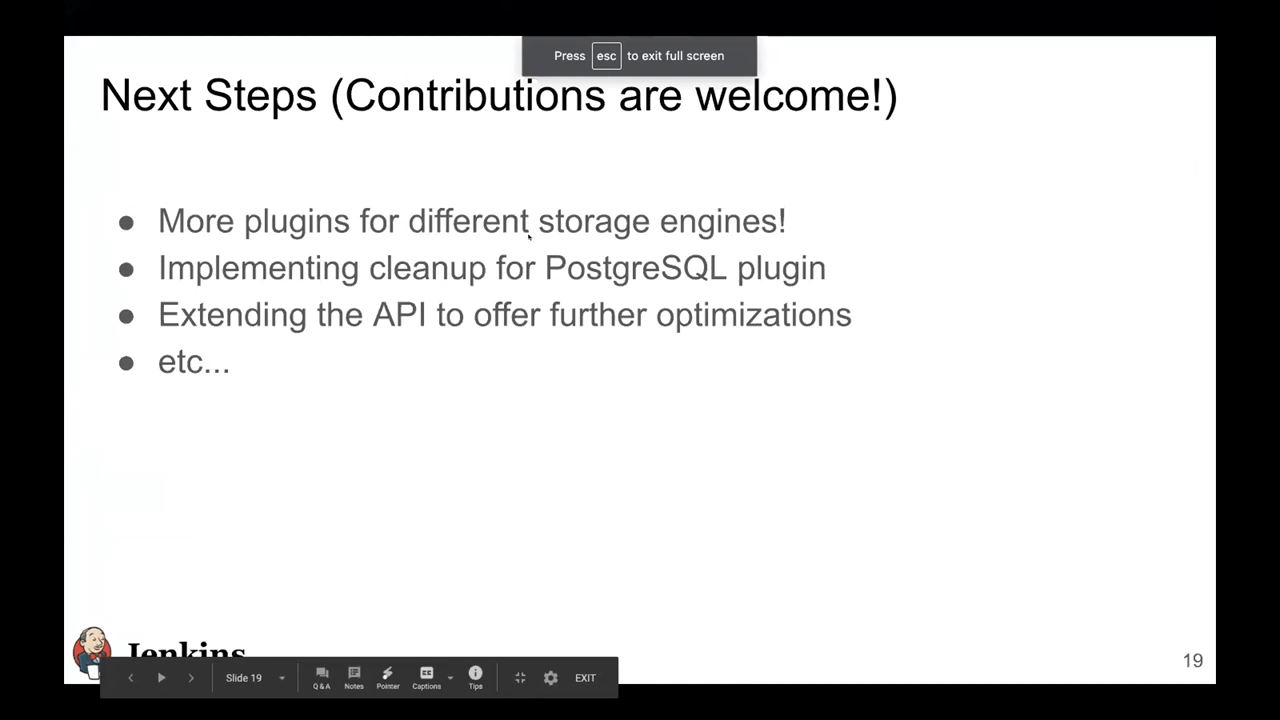 Press esc to exit full screen
Next Steps (Contributions are welcome!)
● More plugins for different storage engines!
● Implementing cleanup for PostgreSQL plugin
● Extending the API to offer further optimizations
● etc...
Jenkins
19
Slide 19
Q&A
Notes
Pointer
Captions
Tips
EXIT